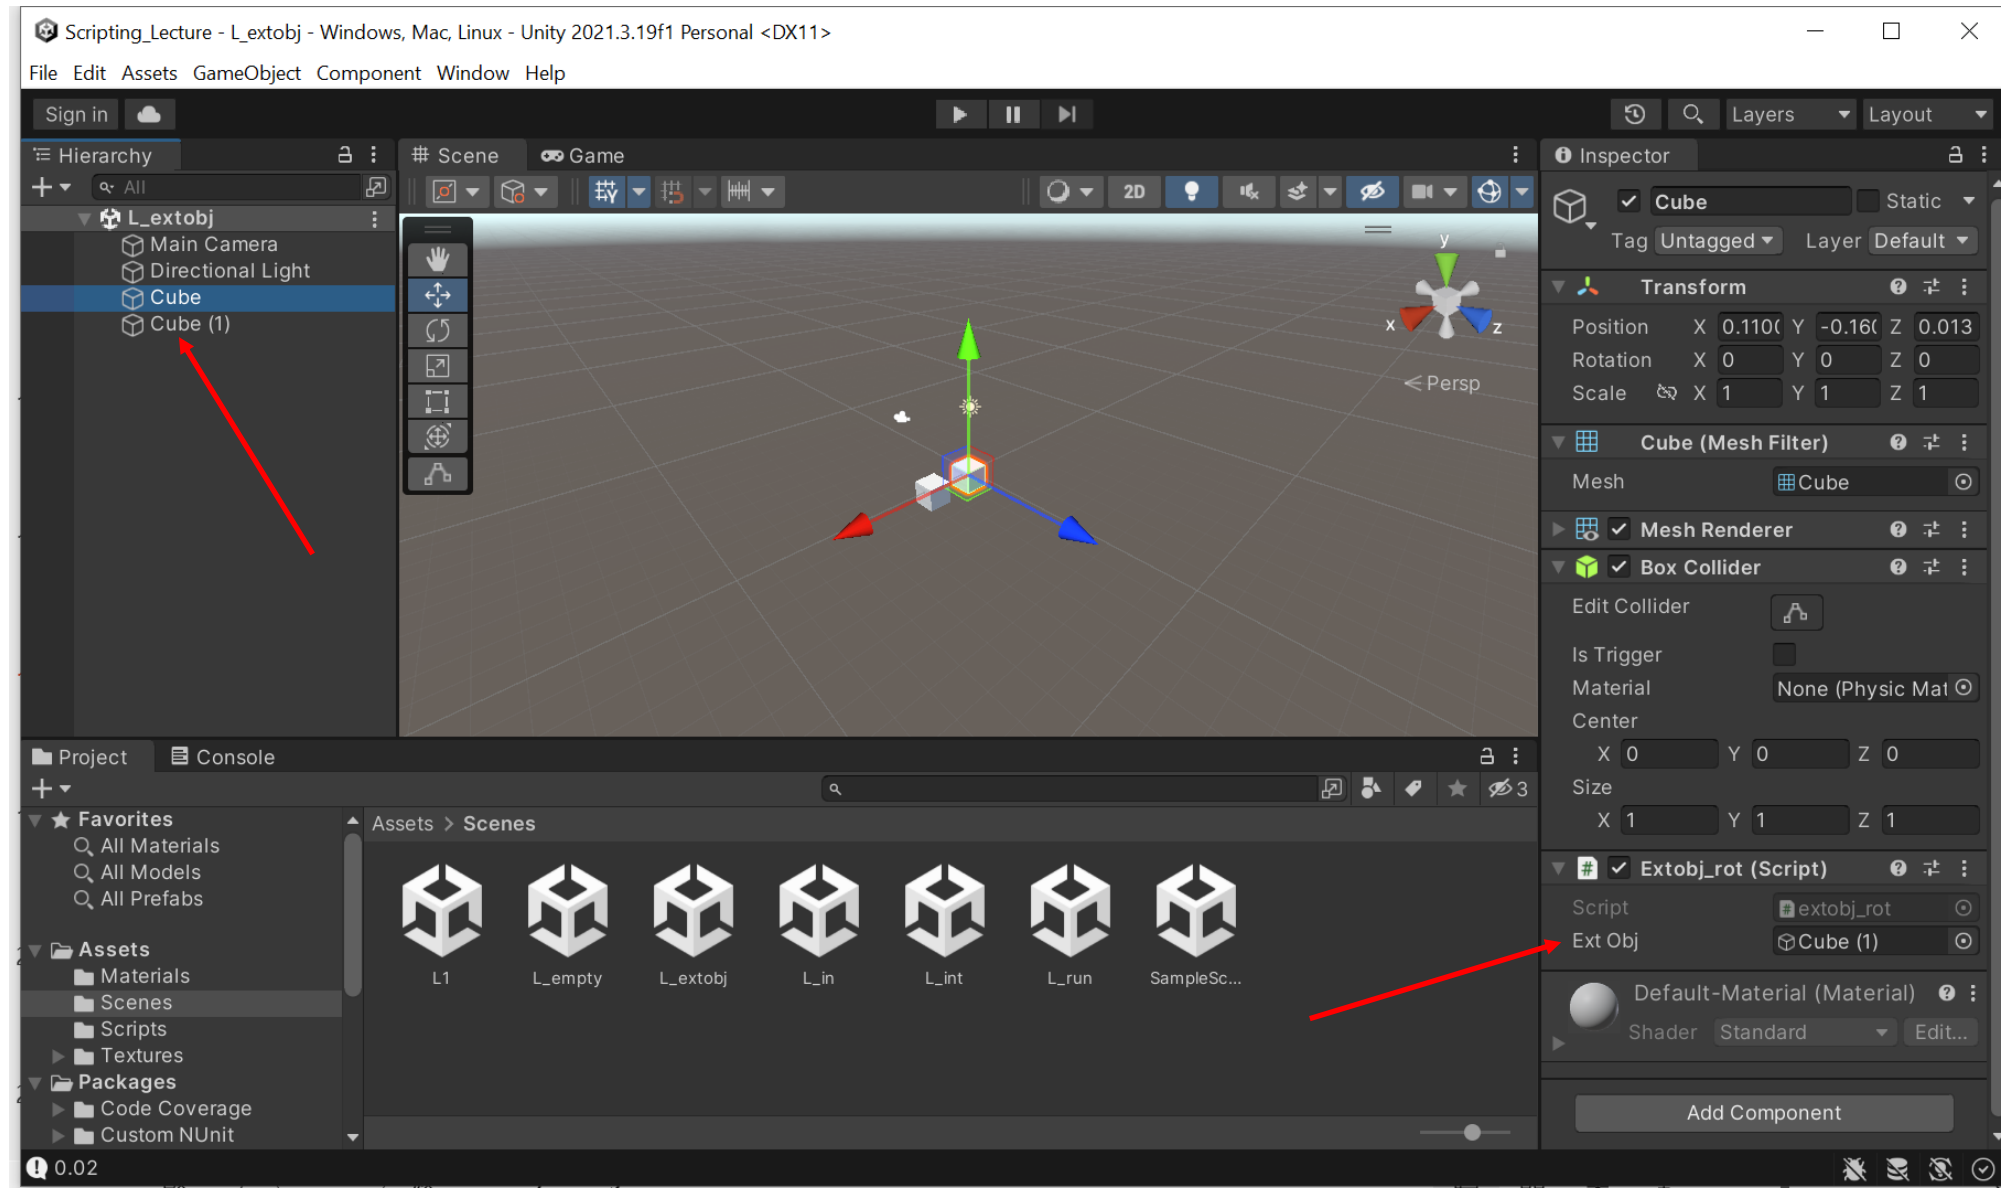 Scripting_Lecture - L_extobj - Windows, Mac, Linux - Unity 2021.3.19f1 Personal <DX11>
File Edit Assets GameObject Component Window Help
Sign in
Layers
Layout
Hierarchy
All
L_extobj
Main Camera
Directional Light
Cube
Cube (1)
Scene
Game
2D
y
x
z
Persp
Inspector
Cube
Static
Tag Untagged Layer Default
Transform
Position X 0.110( Y -0.16( Z 0.013
Rotation X 0 Y 0 Z 0
Scale X 1 Y 1 Z 1
Cube (Mesh Filter)
Mesh Cube
Mesh Renderer
Box Collider
Edit Collider
Is Trigger
Material None (Physic Mat
Center
X 0 Y 0 Z 0
Size
X 1 Y 1 Z 1
# Extobj_rot (Script)
Script # extobj_rot
Ext Obj Cube (1)
Default-Material (Material)
Shader Standard Edit...
Add Component
Project
Console
3
Favorites
All Materials
All Models
All Prefabs
Assets
Materials
Scenes
Scripts
Textures
Packages
Code Coverage
Custom NUnit
Assets > Scenes
L1
L_empty
L_extobj
L_in
L_int
L_run
SampleSc...
0.02